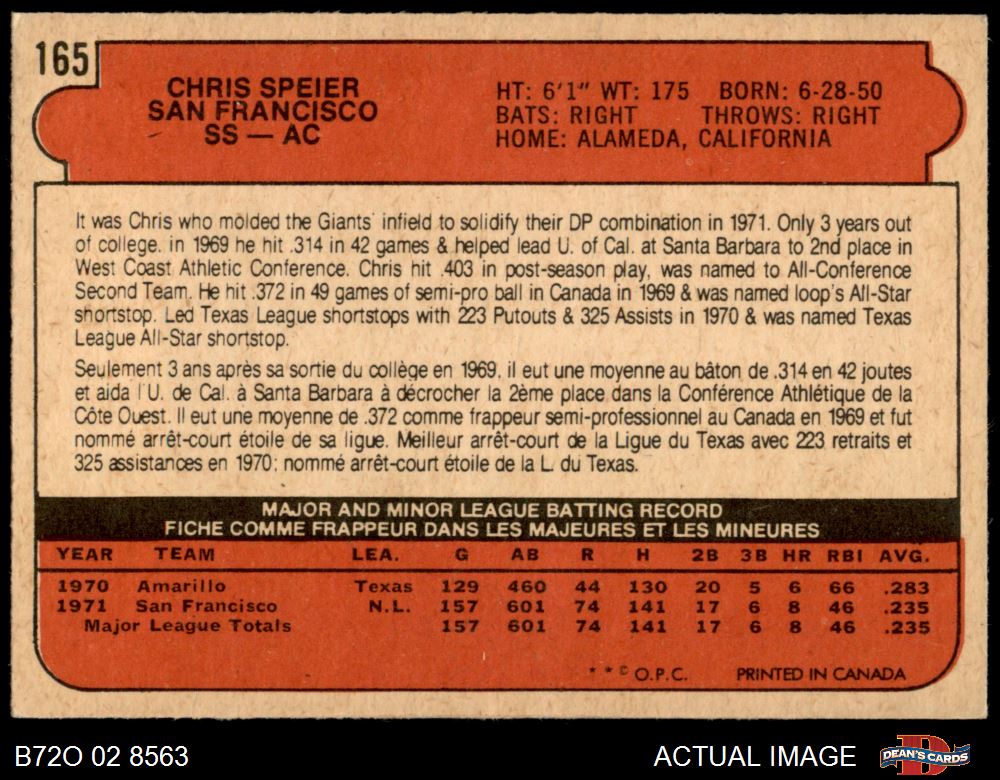 165
CHRIS SPEIER
SAN FRANCISCO
SS — AC
HT: 6'1" WT: 175 BORN: 6-28-50
BATS: RIGHT THROWS: RIGHT
HOME: ALAMEDA, CALIFORNIA
It was Chris who molded the Giants' infield to solidify their DP combination in 1971. Only 3 years out
of college, in 1969 he hit .314 in 42 games & helped lead U. of Cal. at Santa Barbara to 2nd place in
West Coast Athletic Conference. Chris hit .403 in post-season play, was named to All-Conference
Second Team. He hit .372 in 49 games of semi-pro ball in Canada in 1969 & was named loop's All-Star
shortstop. Led Texas League shortstops with 223 Putouts & 325 Assists in 1970 & was named Texas
League All-Star shortstop.
Seulement 3 ans après sa sortie du collège en 1969, il eut une moyenne au bâton de .314 en 42 joutes
et aida l'U. de Cal. à Santa Barbara à décrocher la 2ème place dans la Conférence Athlétique de la
Côte Ouest. Il eut une moyenne de .372 comme frappeur semi-professionnel au Canada en 1969 et fut
nommé arrêt-court étoile de sa ligue. Meilleur arrêt-court de la Ligue du Texas avec 223 retraits et
325 assistances en 1970; nommé arrêt-court étoile de la L. du Texas.
MAJOR AND MINOR LEAGUE BATTING RECORD
FICHE COMME FRAPPEUR DANS LES MAJEURES ET LES MINEURES
YEAR TEAM LEA. G AB R H 2B 3B HR RBI AVG.
1970 Amarillo Texas 129 460 44 130 20 5 6 66 .283
1971 San Francisco N.L. 157 601 74 141 17 6 8 46 .235
Major League Totals 157 601 74 141 17 6 8 46 .235
* * © O.P.C. PRINTED IN CANADA
B72O 02 8563 ACTUAL IMAGE DEAN'S CARDS